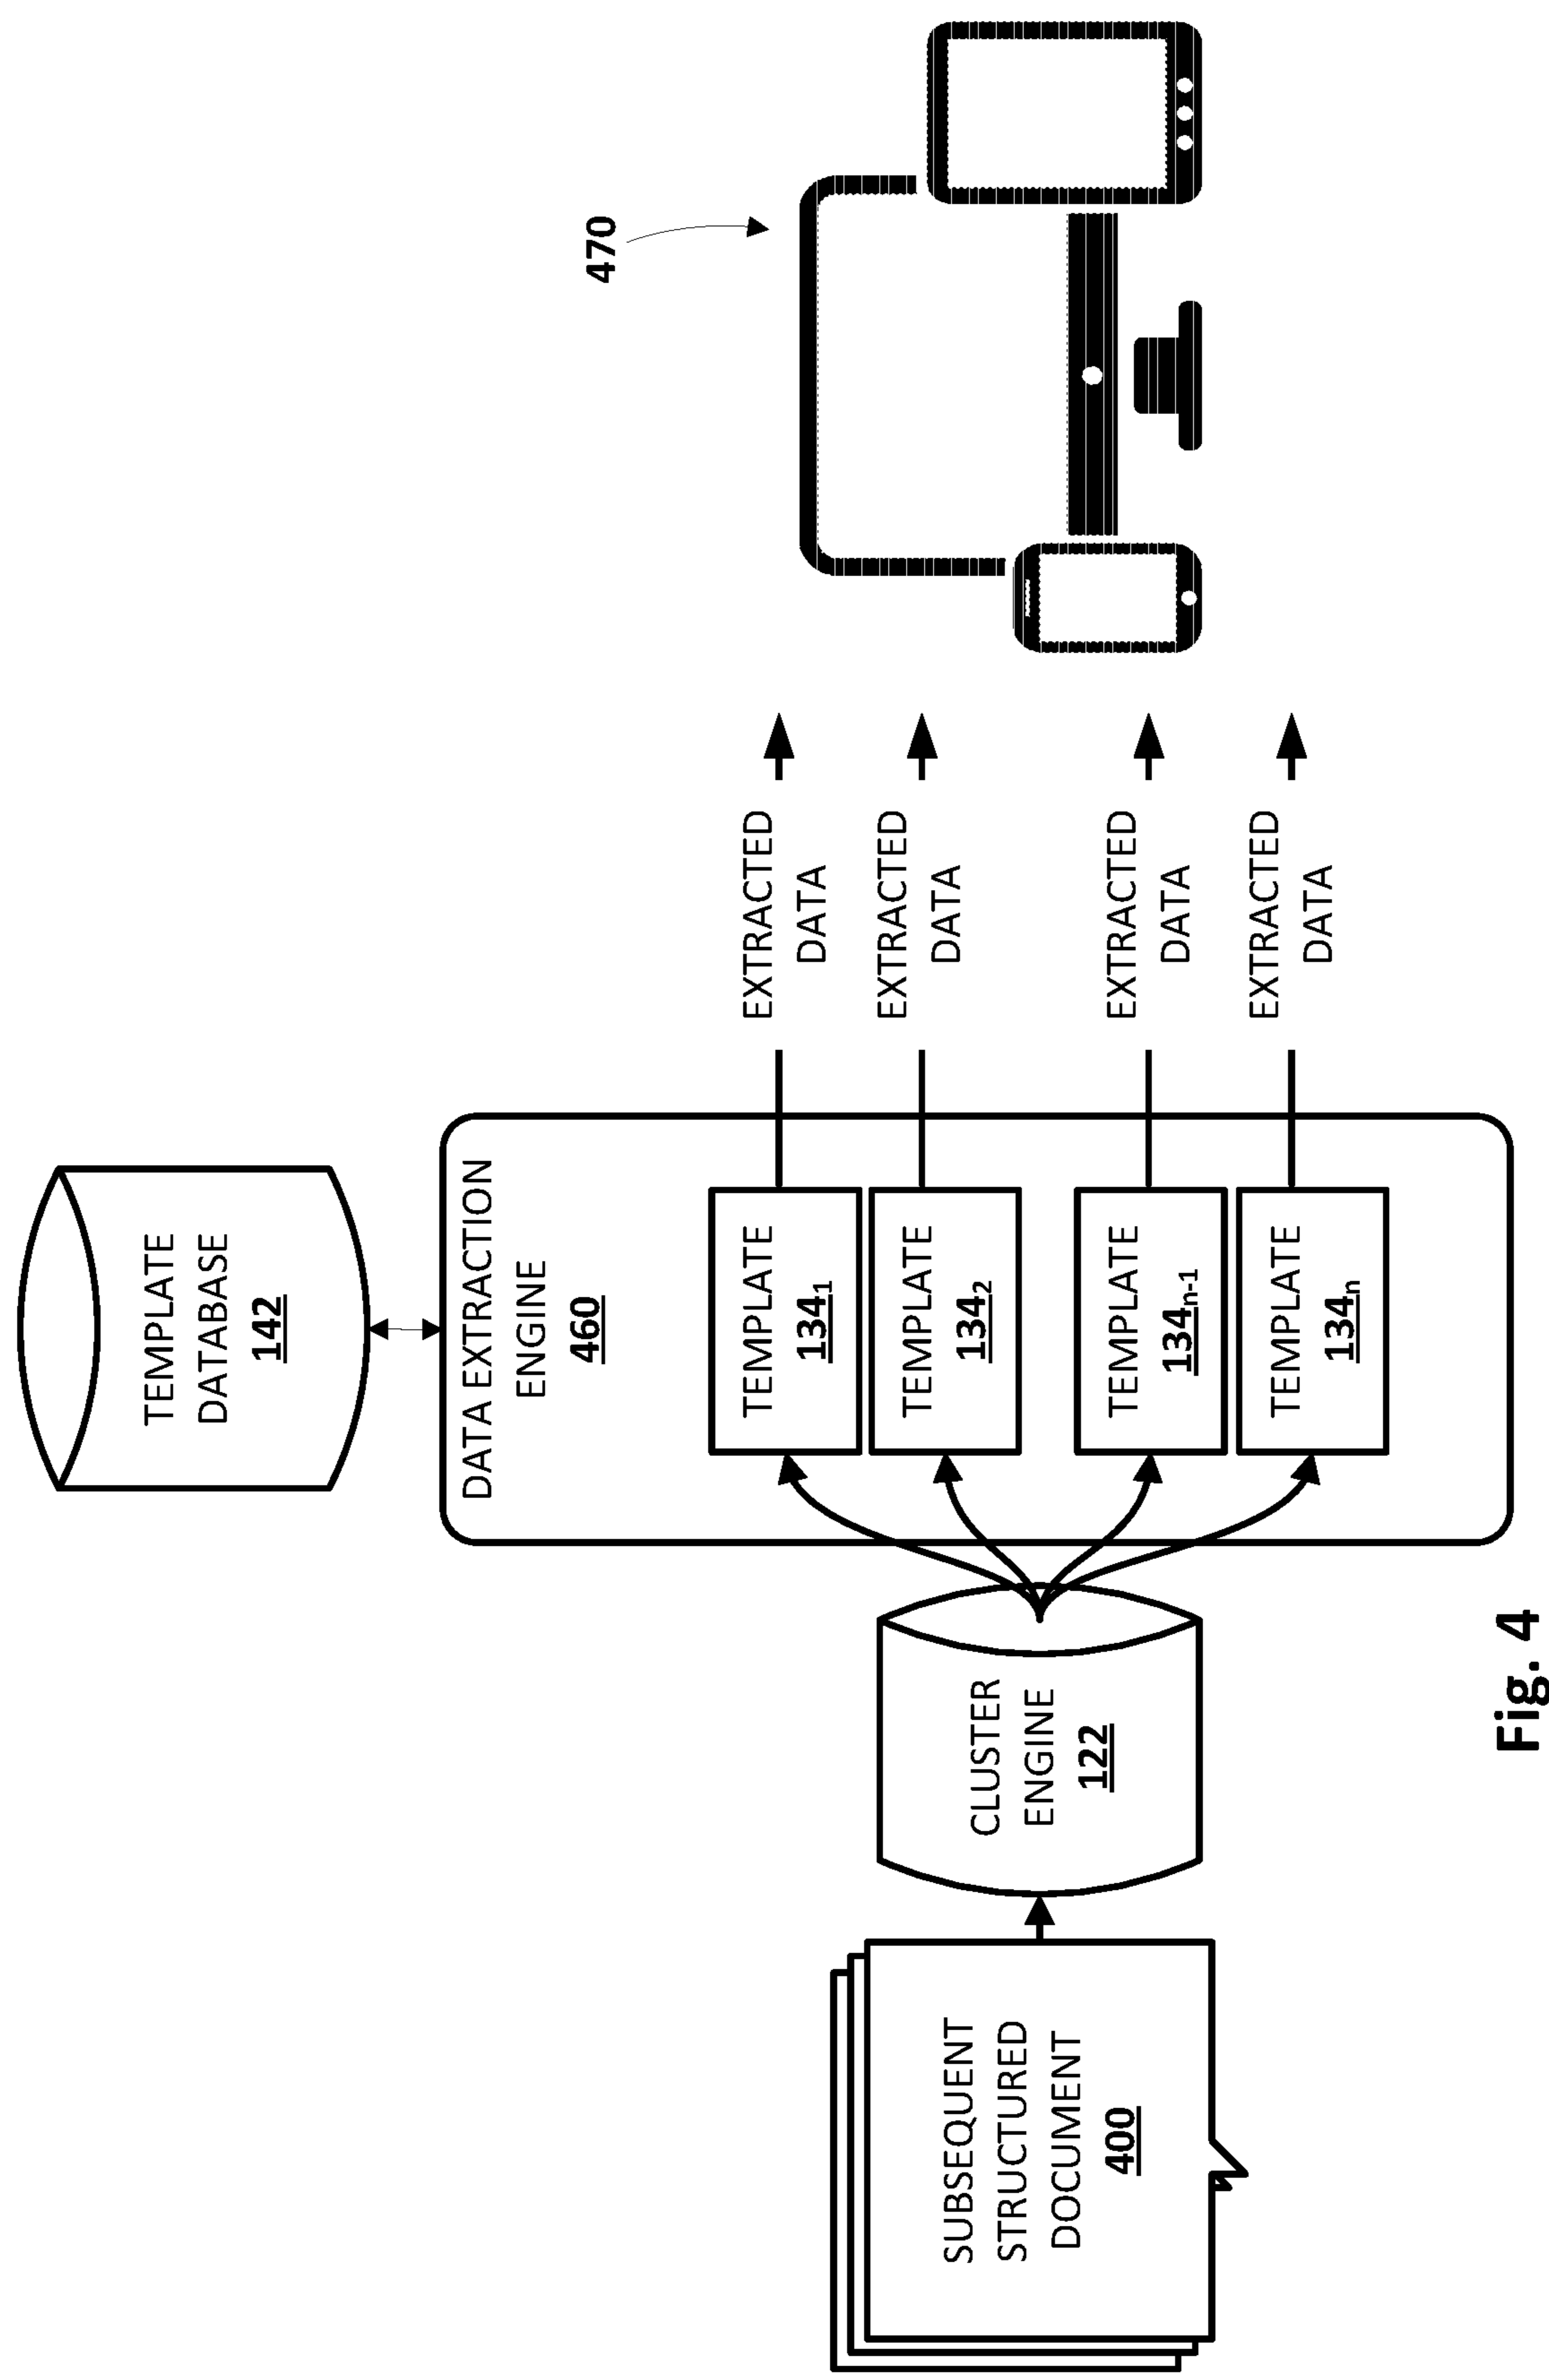 TEMPLATE
DATABASE
142
470
DATA EXTRACTION
ENGINE
460
TEMPLATE
134₁
EXTRACTED
DATA
TEMPLATE
134₂
EXTRACTED
DATA
TEMPLATE
134ₙ₋₁
EXTRACTED
DATA
TEMPLATE
134ₙ
EXTRACTED
DATA
CLUSTER
ENGINE
122
SUBSEQUENT
STRUCTURED
DOCUMENT
400
Fig. 4